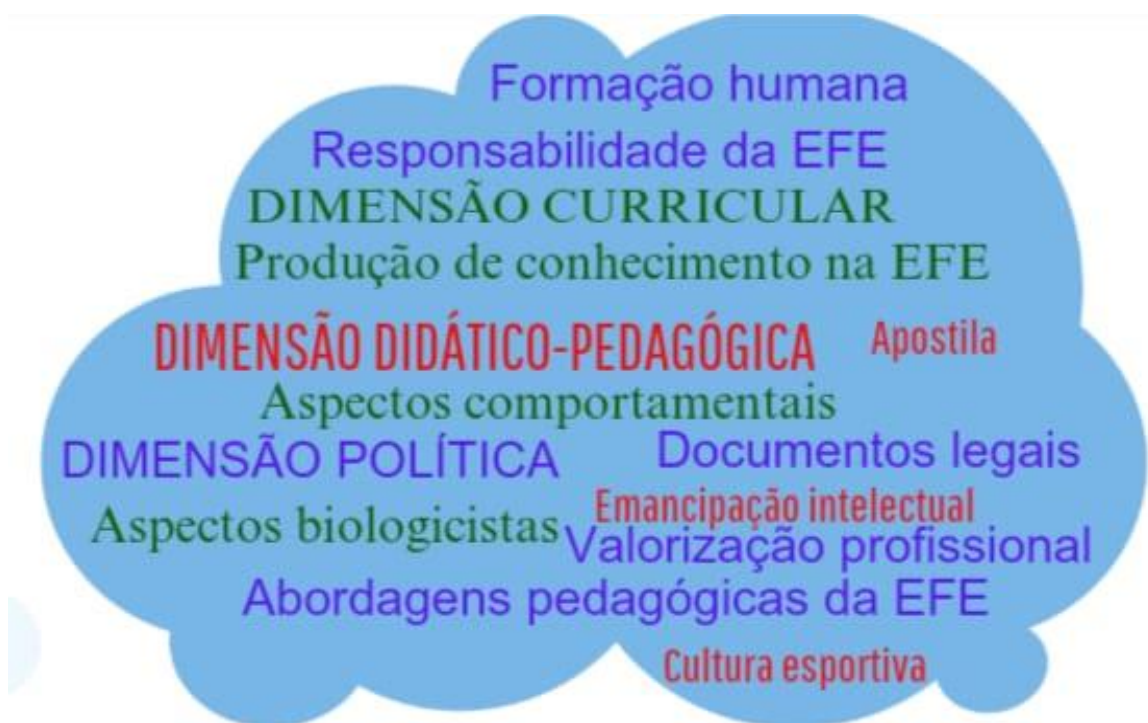 Formação humana
Responsabilidade da EFE
DIMENSÃO CURRICULAR
Produção de conhecimento na EFE
DIMENSÃO DIDÁTICO-PEDAGÓGICA Apostila
Aspectos comportamentais
DIMENSÃO POLÍTICA Documentos legais
Aspectos biologicistas Emancipação intelectual
Valorização profissional
Abordagens pedagógicas da EFE
Cultura esportiva